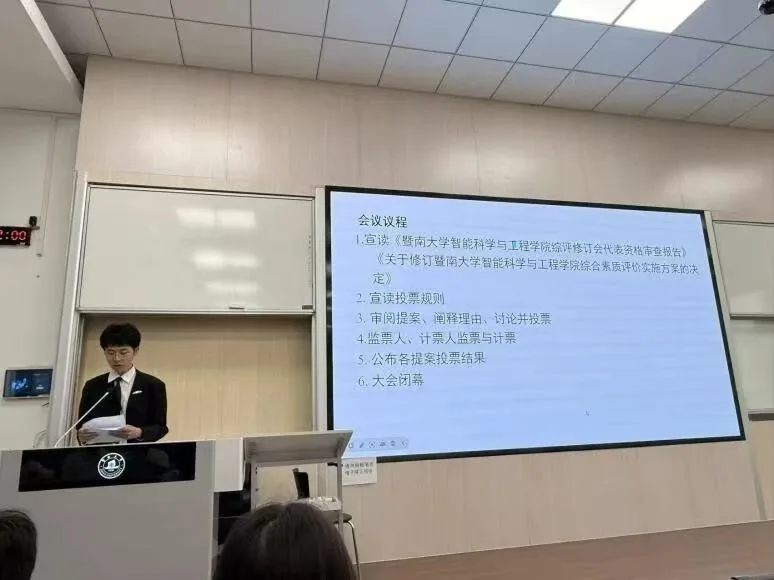 2:00
会议议程
1.宣读《暨南大学智能科学与工程学院综评修订会代表资格审查报告》
《关于修订暨南大学智能科学与工程学院综合素质评价实施方案的决
定》
2. 宣读投票规则
3. 审阅提案、阐释理由、讨论并投票
4.监票人、计票人监票与计票
5. 公布各提案投票结果
6. 大会闭幕